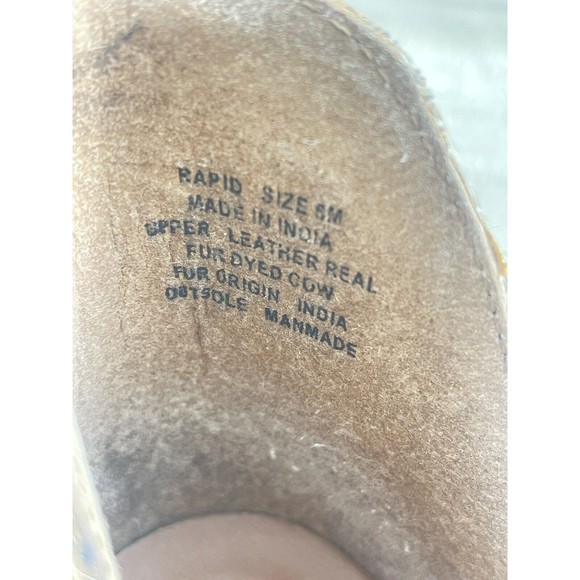 RAPID SIZE 6M
MADE IN INDIA
UPPER LEATHER REAL
FUR DYED COW
FUR ORIGIN INDIA
OUTSOLE MANMADE